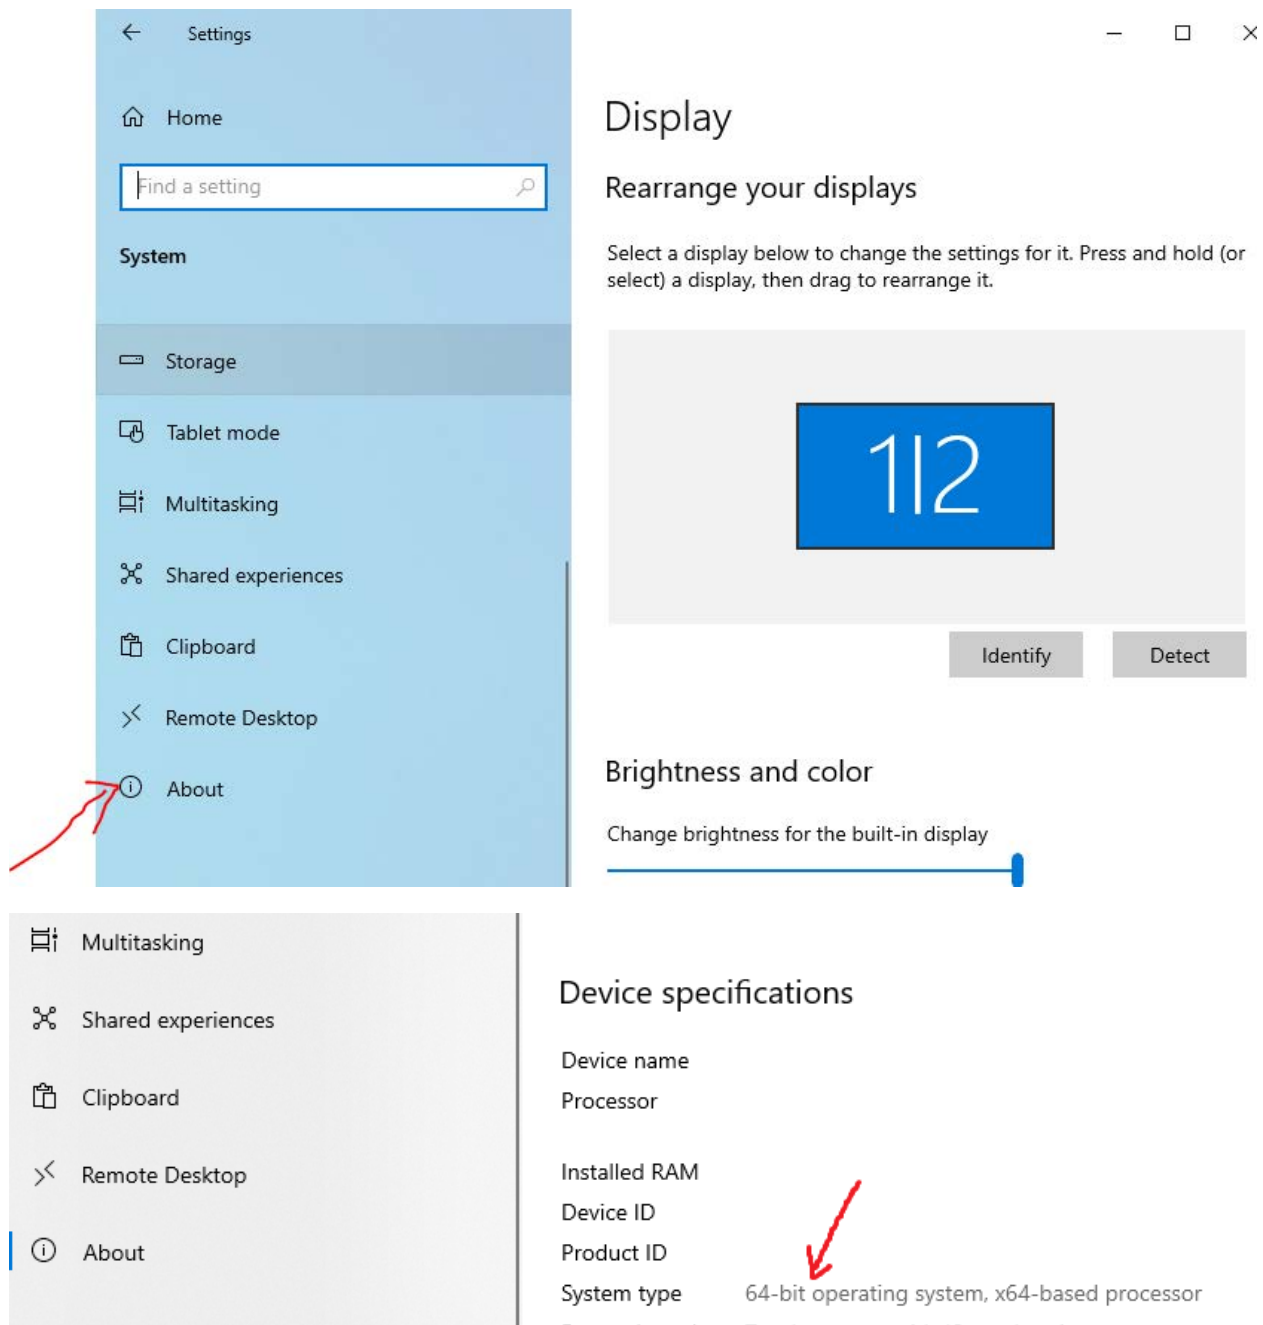 Settings
Home
Find a setting
System
Storage
Tablet mode
Multitasking
Shared experiences
Clipboard
Remote Desktop
About
Display
Rearrange your displays
Select a display below to change the settings for it. Press and hold (or
select) a display, then drag to rearrange it.
1|2
Identify Detect
Brightness and color
Change brightness for the built-in display
Multitasking
Shared experiences
Clipboard
Remote Desktop
About
Device specifications
Device name
Processor
Installed RAM
Device ID
Product ID
System type 64-bit operating system, x64-based processor